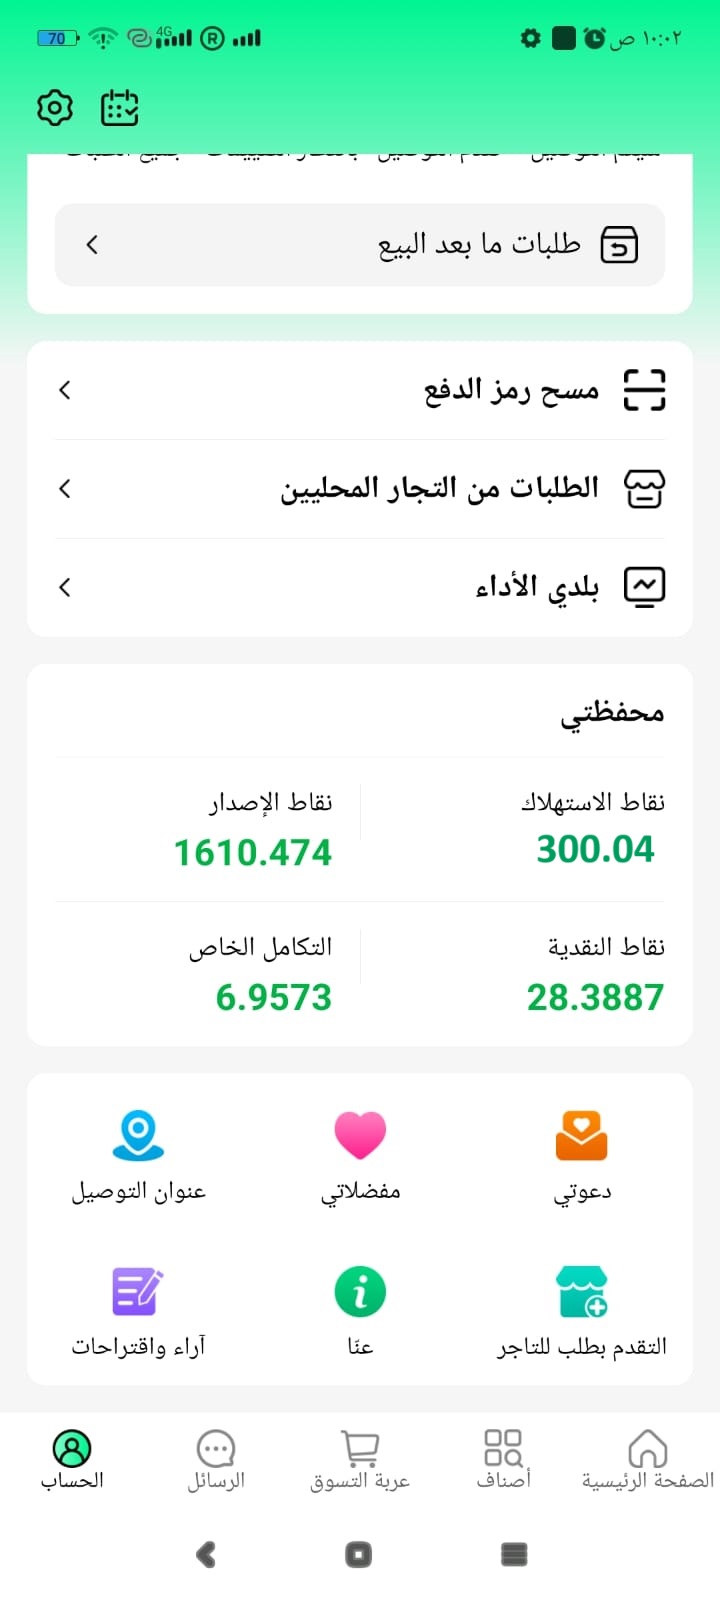 70
4G
R
١٠:٠٢ ص
طلبات ما بعد البيع
مسح رمز الدفع
الطلبات من التجار المحليين
بلدي الأداء
محفظتي
نقاط الاستهلاك
300.04
نقاط الإصدار
1610.474
نقاط النقدية
28.3887
التكامل الخاص
6.9573
دعوتي
مفضلاتي
عنوان التوصيل
التقدم بطلب للتاجر
عنّا
آراء واقتراحات
الصفحة الرئيسية
أصناف
عربة التسوق
الرسائل
الحساب